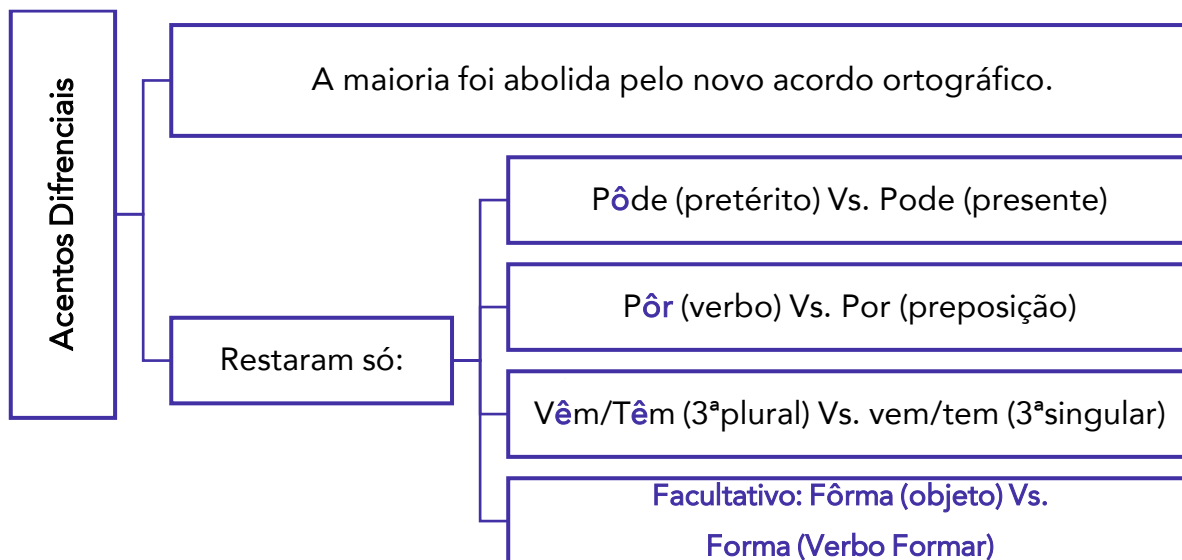 Acentos Difrenciais
A maioria foi abolida pelo novo acordo ortográfico.
Restaram só:
Pôde (pretérito) Vs. Pode (presente)
Pôr (verbo) Vs. Por (preposição)
Vêm/Têm (3ªplural) Vs. vem/tem (3ªsingular)
Facultativo: Fôrma (objeto) Vs.
Forma (Verbo Formar)